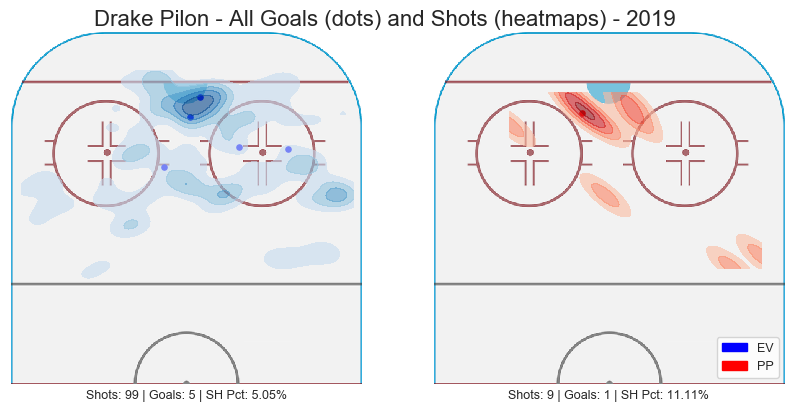 Drake Pilon - All Goals (dots) and Shots (heatmaps) - 2019
EV
PP
Shots: 99 | Goals: 5 | SH Pct: 5.05%
Shots: 9 | Goals: 1 | SH Pct: 11.11%